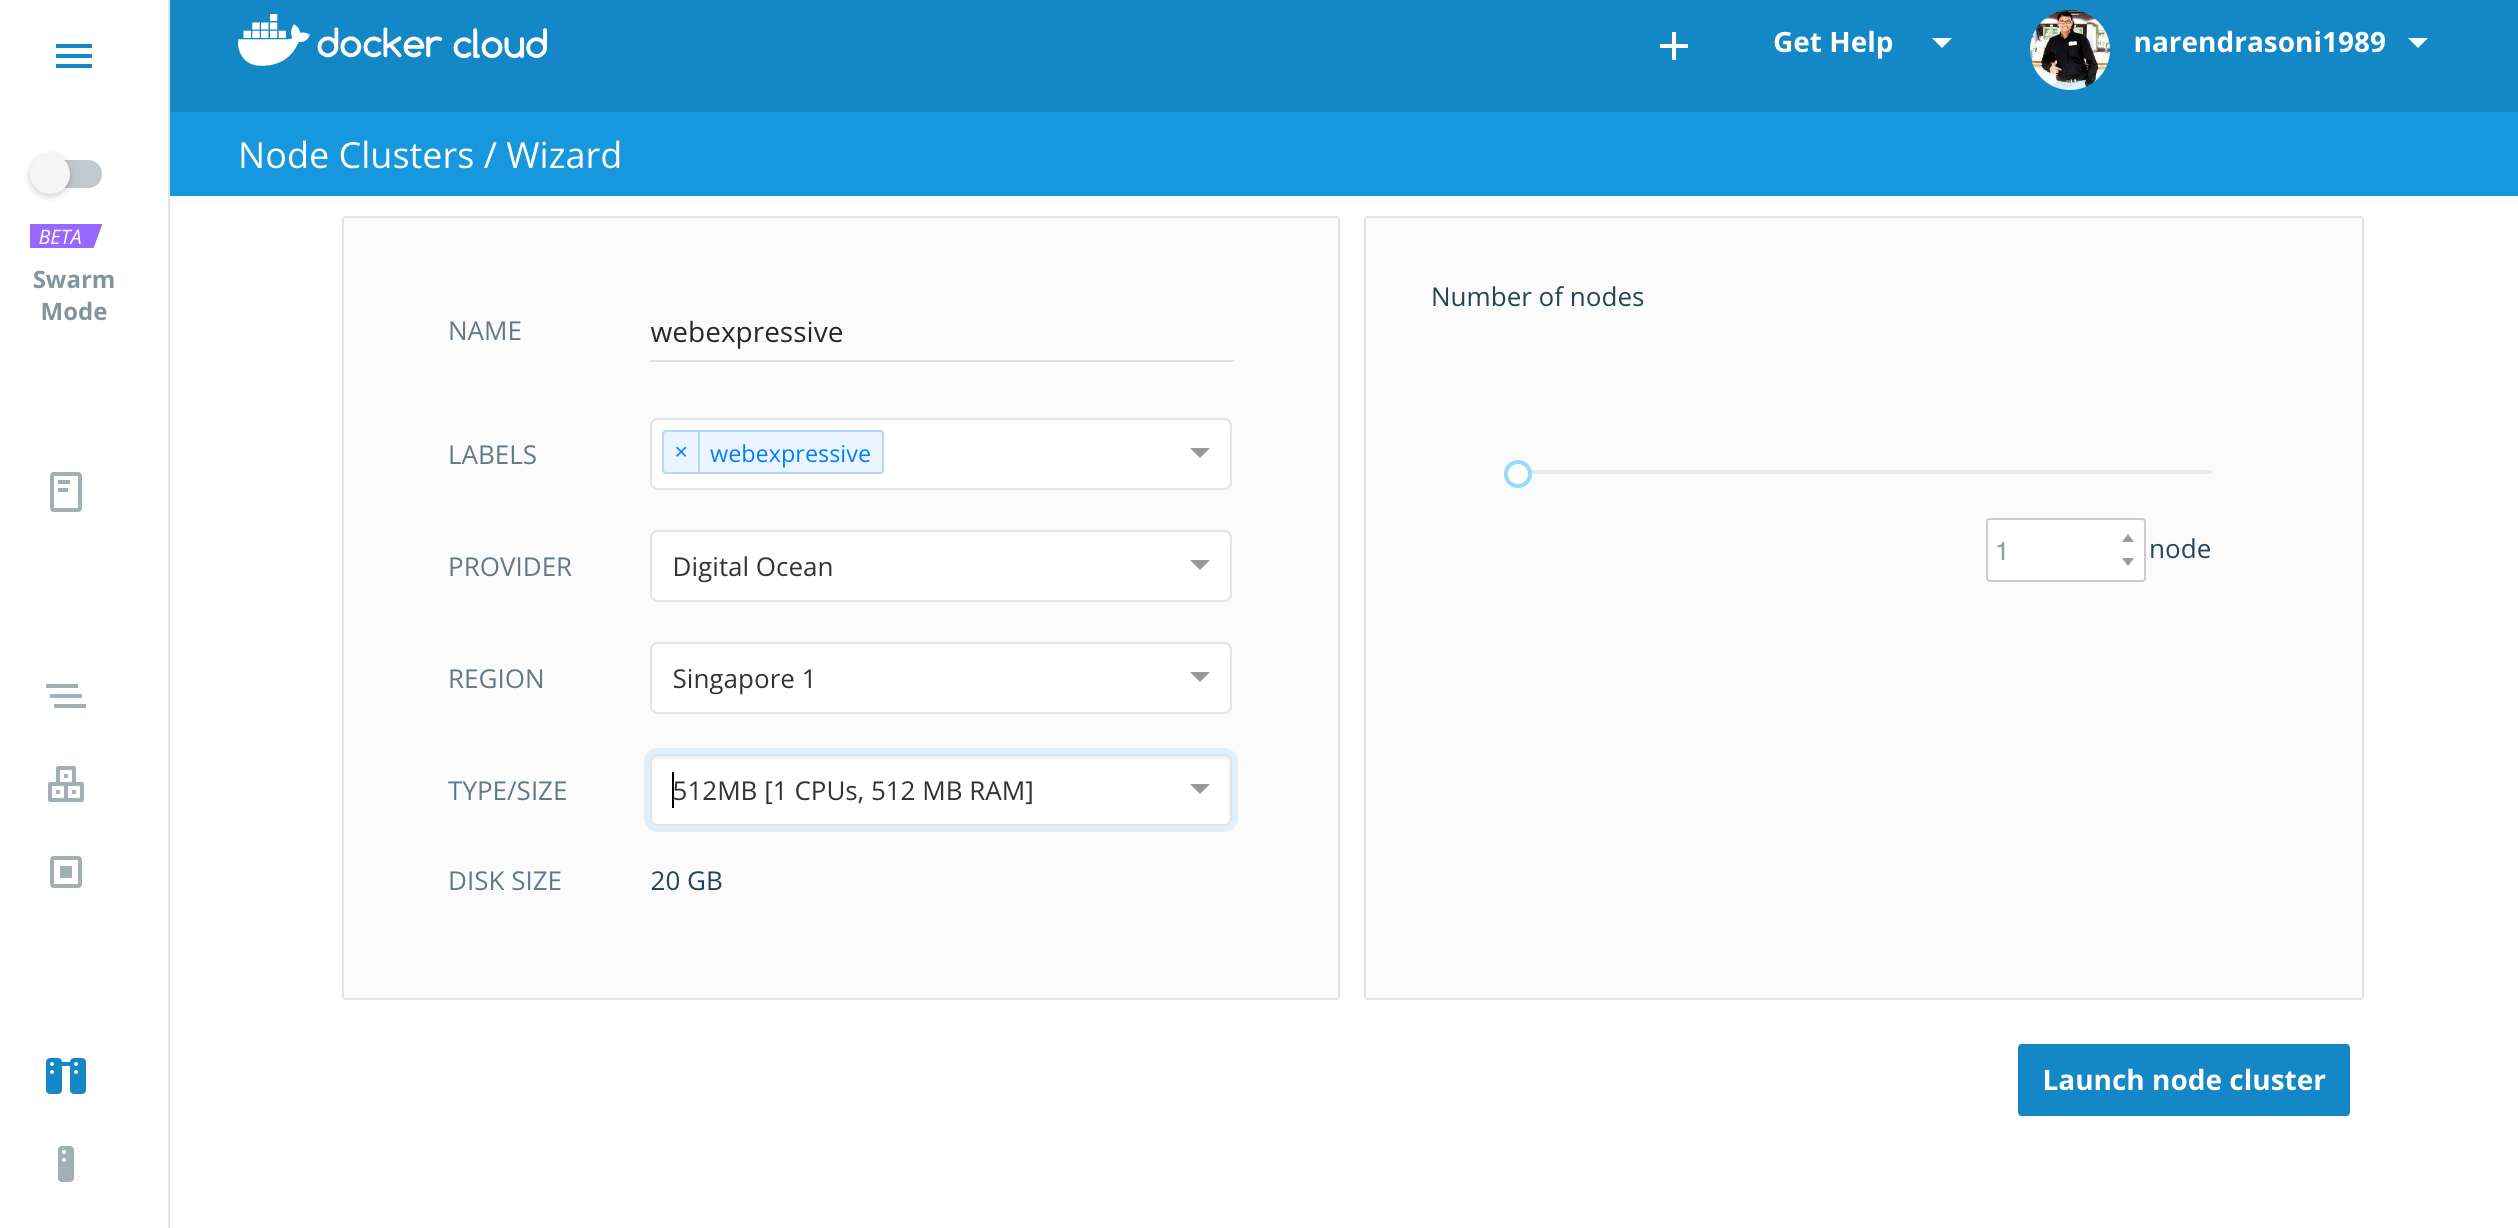 docker cloud
Get Help
narendrasoni1989
Node Clusters / Wizard
BETA
Swarm
Mode
NAME
webexpressive
LABELS
× webexpressive
PROVIDER
Digital Ocean
REGION
Singapore 1
TYPE/SIZE
512MB [1 CPUs, 512 MB RAM]
DISK SIZE
20 GB
Number of nodes
1 node
Launch node cluster